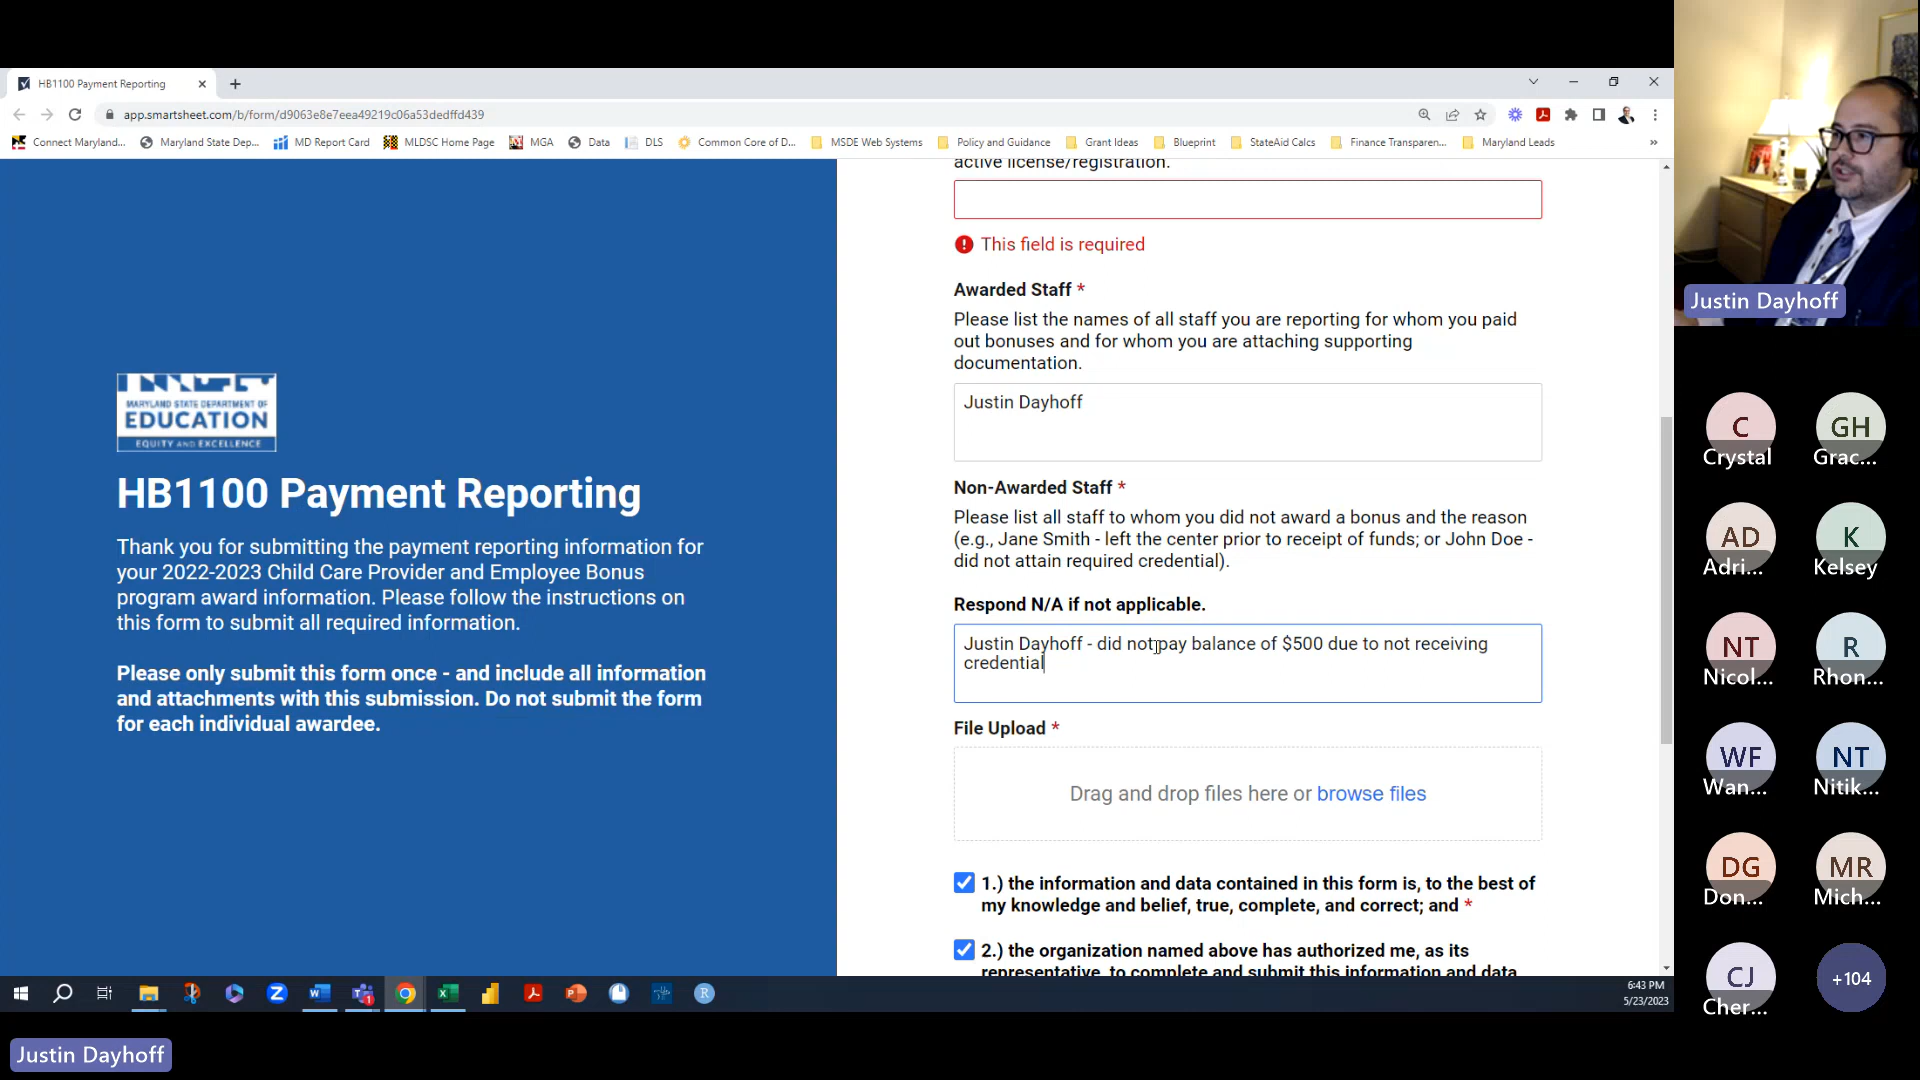 HB1100 Payment Reporting
app.smartsheet.com/b/form/d9063e8e7eea49219c06a53dedffd439
Connect Maryland...
Maryland State Dep...
MD Report Card
MLDSC Home Page
MGA
Data
DLS
Common Core of D...
MSDE Web Systems
Policy and Guidance
Grant Ideas
Blueprint
StateAid Calcs
Finance Transparen...
Maryland Leads
MARYLAND STATE DEPARTMENT OF
EDUCATION
EQUITY AND EXCELLENCE
HB1100 Payment Reporting
Thank you for submitting the payment reporting information for
your 2022-2023 Child Care Provider and Employee Bonus
program award information. Please follow the instructions on
this form to submit all required information.
Please only submit this form once - and include all information
and attachments with this submission. Do not submit the form
for each individual awardee.
active license/registration.
This field is required
Awarded Staff *
Please list the names of all staff you are reporting for whom you paid
out bonuses and for whom you are attaching supporting
documentation.
Justin Dayhoff
Non-Awarded Staff *
Please list all staff to whom you did not award a bonus and the reason
(e.g., Jane Smith - left the center prior to receipt of funds; or John Doe -
did not attain required credential).
Respond N/A if not applicable.
Justin Dayhoff - did not pay balance of $500 due to not receiving
credential
File Upload *
Drag and drop files here or browse files
1.) the information and data contained in this form is, to the best of
my knowledge and belief, true, complete, and correct; and *
2.) the organization named above has authorized me, as its
representative, to complete and submit this information and data
6:43 PM
5/23/2023
Justin Dayhoff
Justin Dayhoff
C
Crystal
GH
Grac...
AD
Adri...
K
Kelsey
NT
Nicol...
R
Rhon...
WF
Wan...
NT
Nitik...
DG
Don...
MR
Mich...
CJ
Cher...
+104